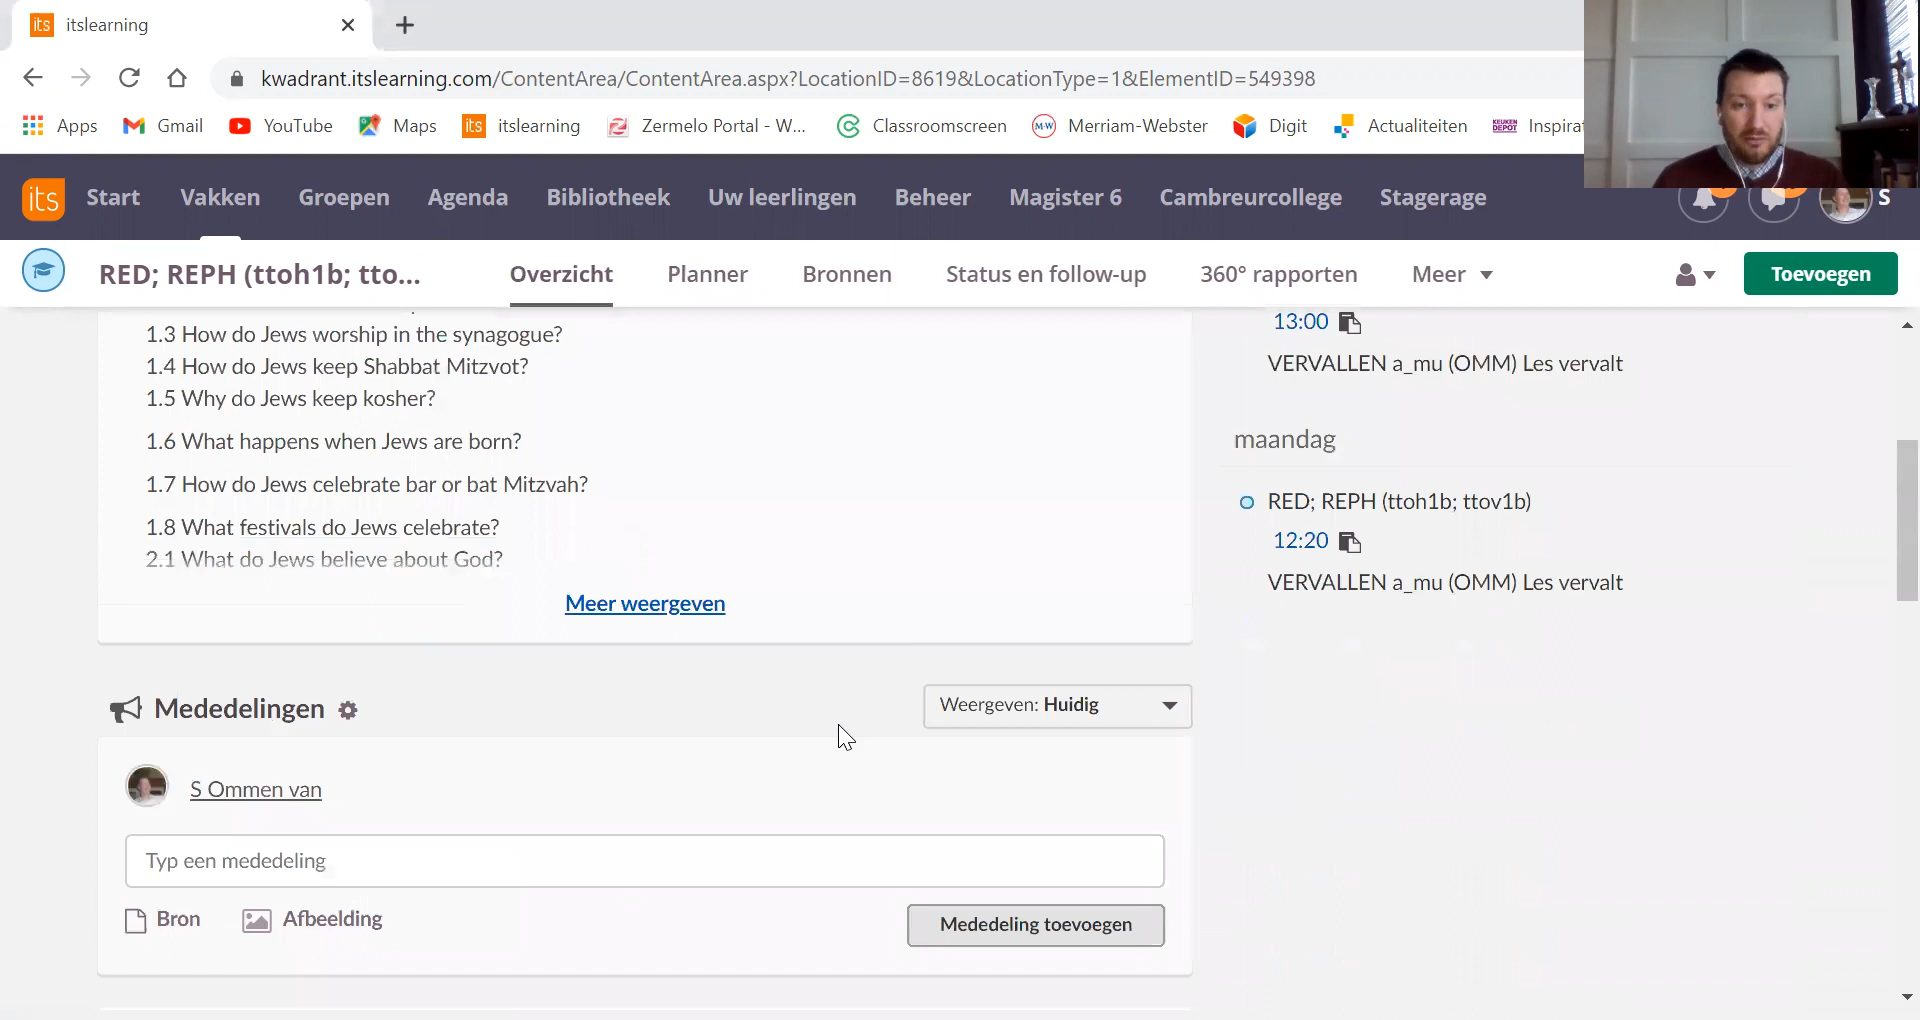 its itslearning
kwadrant.itslearning.com/ContentArea/ContentArea.aspx?LocationID=8619&LocationType=1&ElementID=549398
Apps Gmail YouTube Maps its itslearning Zermelo Portal - W... Classroomscreen M-W Merriam-Webster Digit Actualiteiten KEUKEN DEPOT Inspirat
its Start Vakken Groepen Agenda Bibliotheek Uw leerlingen Beheer Magister 6 Cambreurcollege Stagerage S
RED; REPH (ttoh1b; tto... Overzicht Planner Bronnen Status en follow-up 360° rapporten Meer Toevoegen
1.3 How do Jews worship in the synagogue?
1.4 How do Jews keep Shabbat Mitzvot?
1.5 Why do Jews keep kosher?
1.6 What happens when Jews are born?
1.7 How do Jews celebrate bar or bat Mitzvah?
1.8 What festivals do Jews celebrate?
2.1 What do Jews believe about God?
Meer weergeven
13:00
VERVALLEN a_mu (OMM) Les vervalt
maandag
RED; REPH (ttoh1b; ttov1b)
12:20
VERVALLEN a_mu (OMM) Les vervalt
Mededelingen
Weergeven: Huidig
S Ommen van
Typ een mededeling
Bron Afbeelding
Mededeling toevoegen